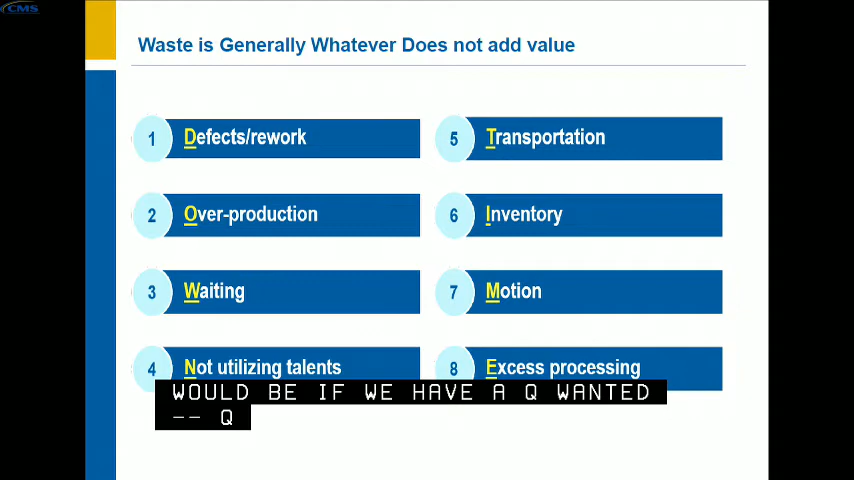 CMS
Waste is Generally Whatever Does not add value
1 Defects/rework
2 Over-production
3 Waiting
4 Not utilizing talents
5 Transportation
6 Inventory
7 Motion
8 Excess processing
WOULD BE IF WE HAVE A Q WANTED
-- Q